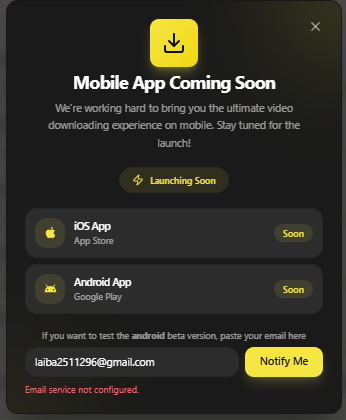 Mobile App Coming Soon
We're working hard to bring you the ultimate video
downloading experience on mobile. Stay tuned for the
launch!
Launching Soon
iOS App
App Store
Soon
Android App
Google Play
Soon
If you want to test the android beta version, paste your email here
laiba2511296@gmail.com
Notify Me
Email service not configured.